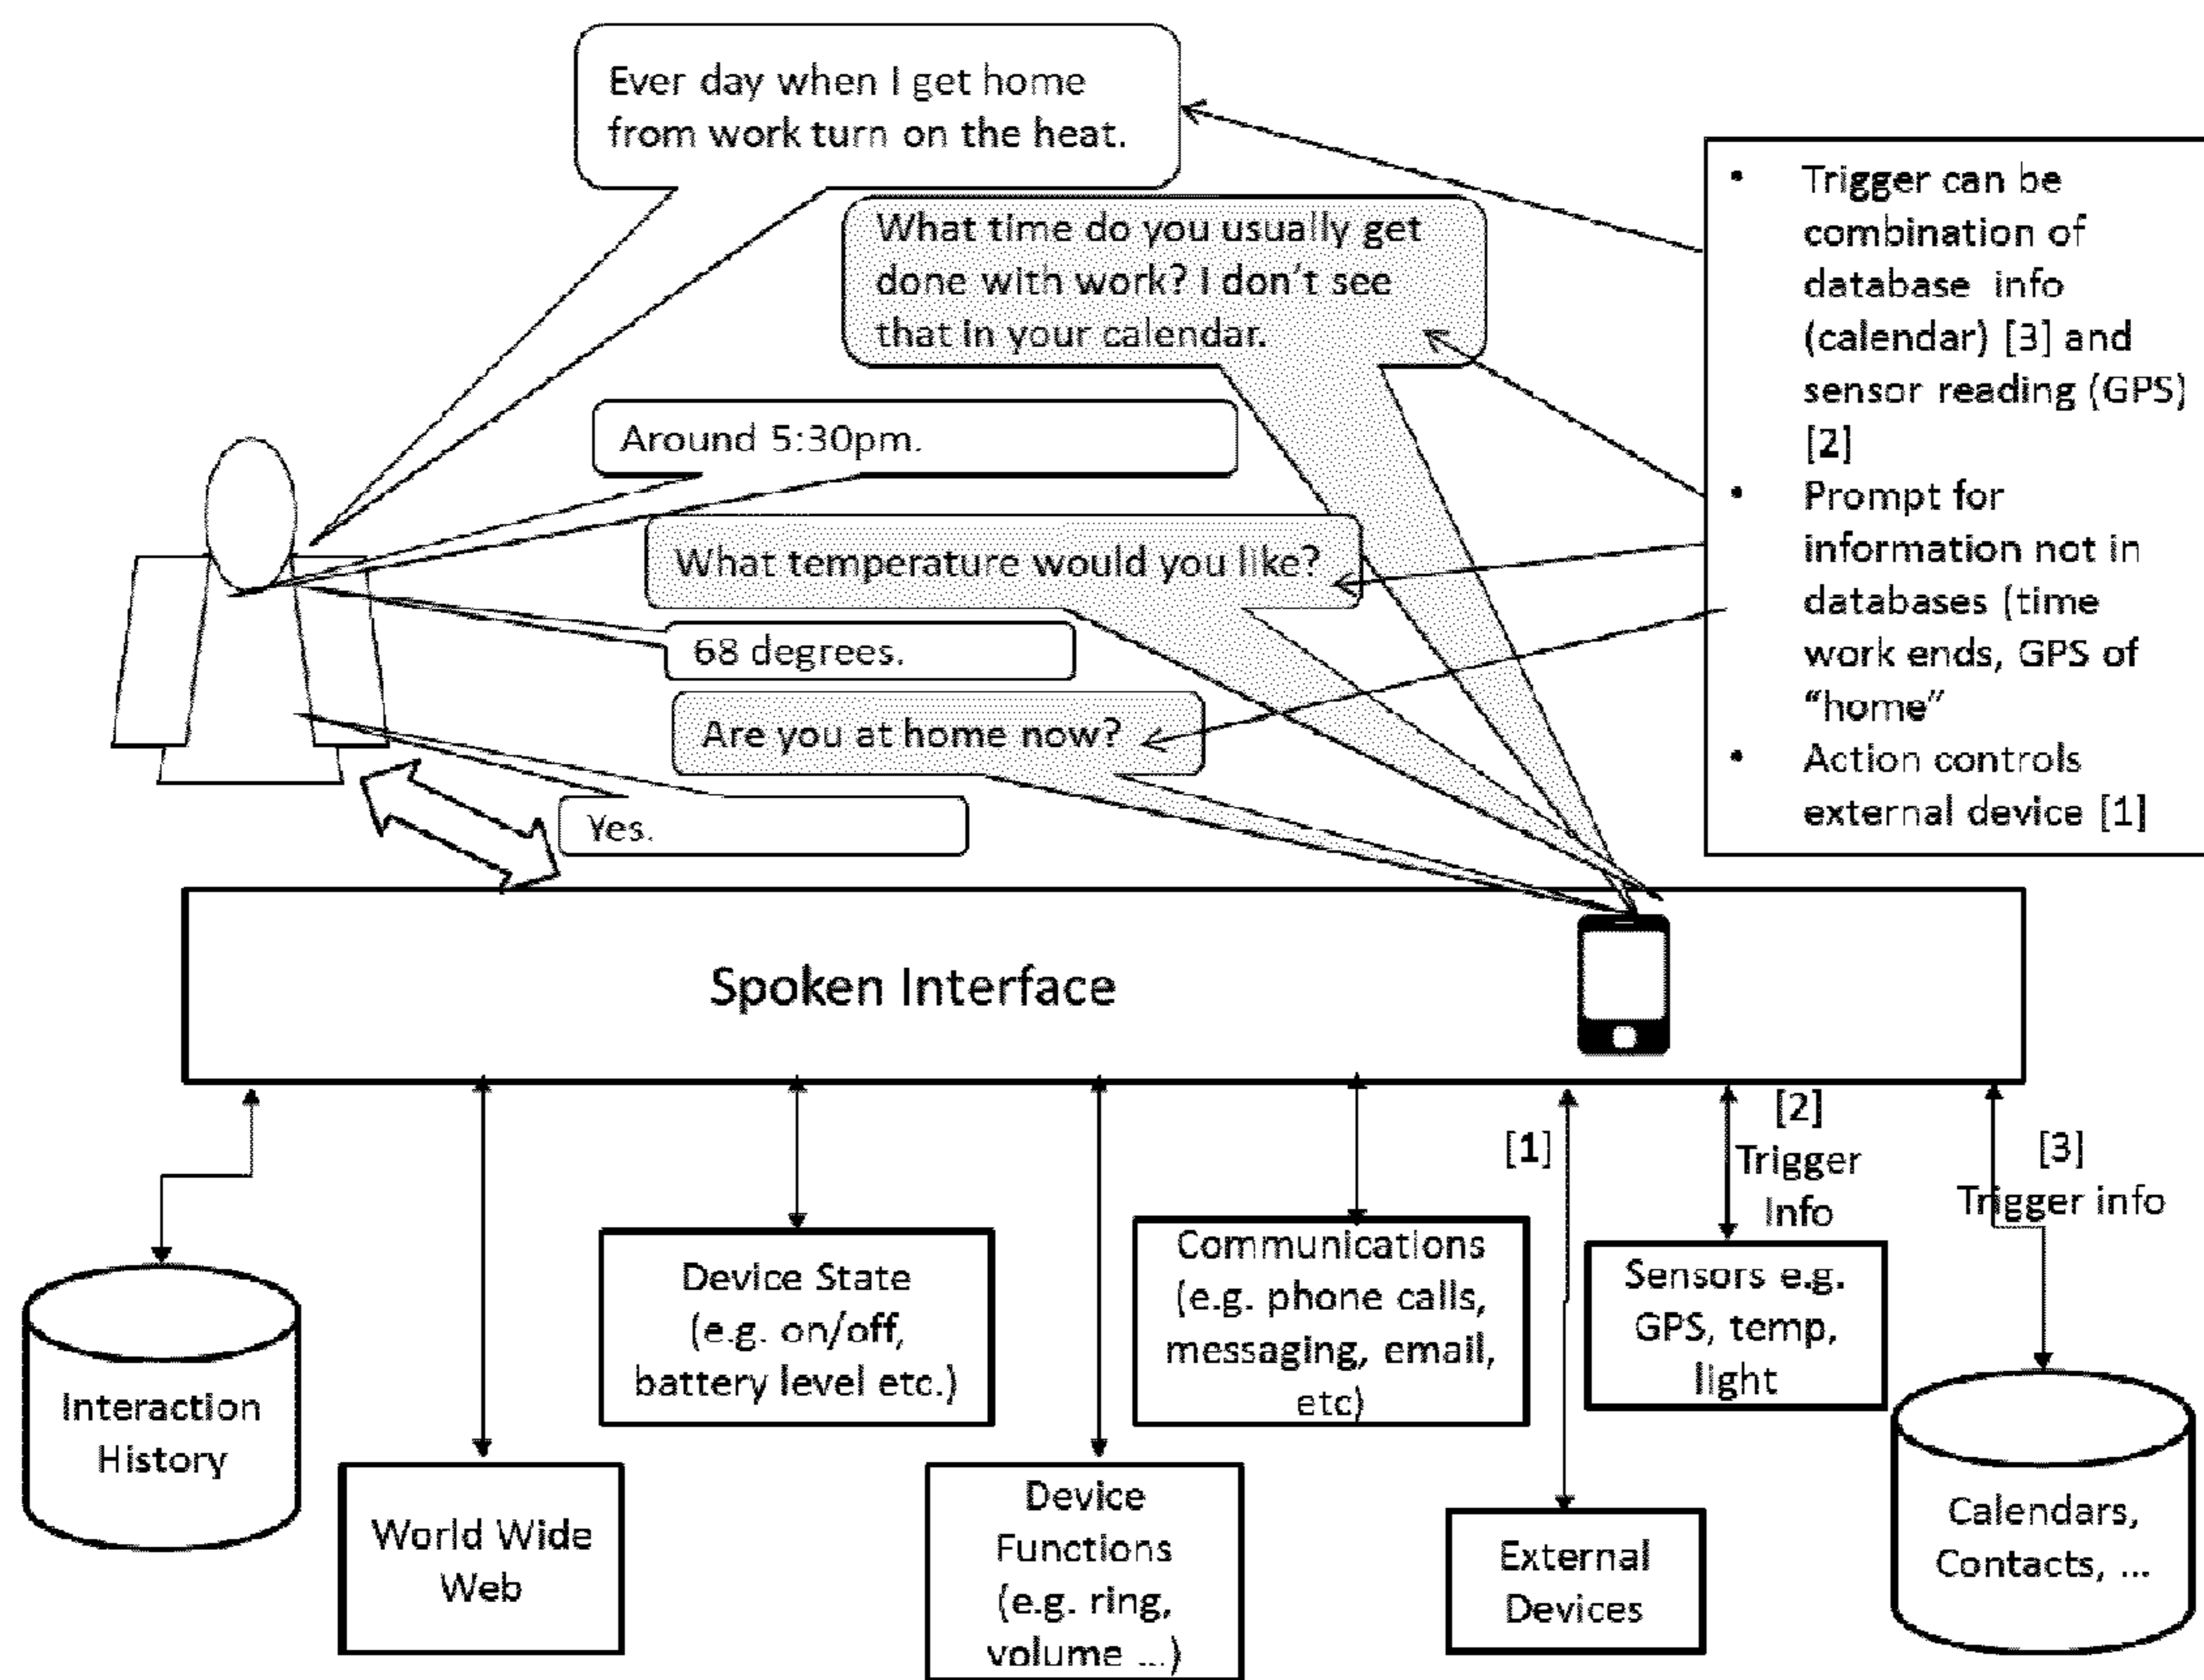 Ever day when I get home
from work turn on the heat.
What time do you usually get
done with work? I don't see
that in your calendar.
Around 5:30pm.
What temperature would you like?
68 degrees.
Are you at home now?
Yes.
• Trigger can be
combination of
database info
(calendar) [3] and
sensor reading (GPS)
[2]
• Prompt for
information not in
databases (time
work ends, GPS of
“home”
• Action controls
external device [1]
Spoken Interface
[1]
[2]
Trigger
Info
[3]
Trigger info
Interaction
History
World Wide
Web
Device State
(e.g. on/off,
battery level etc.)
Device
Functions
(e.g. ring,
volume ...)
Communications
(e.g. phone calls,
messaging, email,
etc)
External
Devices
Sensors e.g.
GPS, temp,
light
Calendars,
Contacts, ...